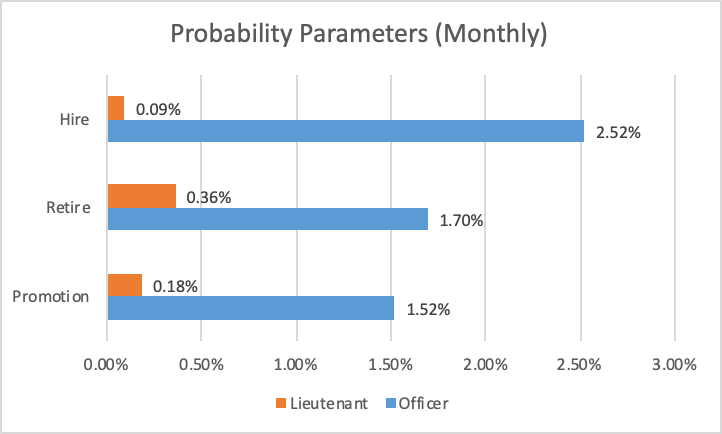 Probability Parameters (Monthly)
Hire
0.09%
2.52%
Retire
0.36%
1.70%
Promotion
0.18%
1.52%
0.00% 0.50% 1.00% 1.50% 2.00% 2.50% 3.00%
Lieutenant Officer